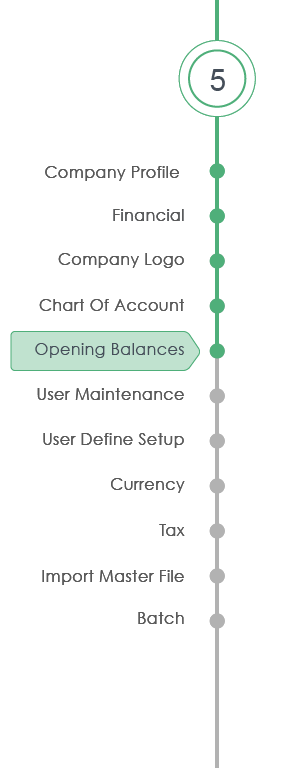 5
Company Profile
Financial
Company Logo
Chart Of Account
Opening Balances
User Maintenance
User Define Setup
Currency
Tax
Import Master File
Batch